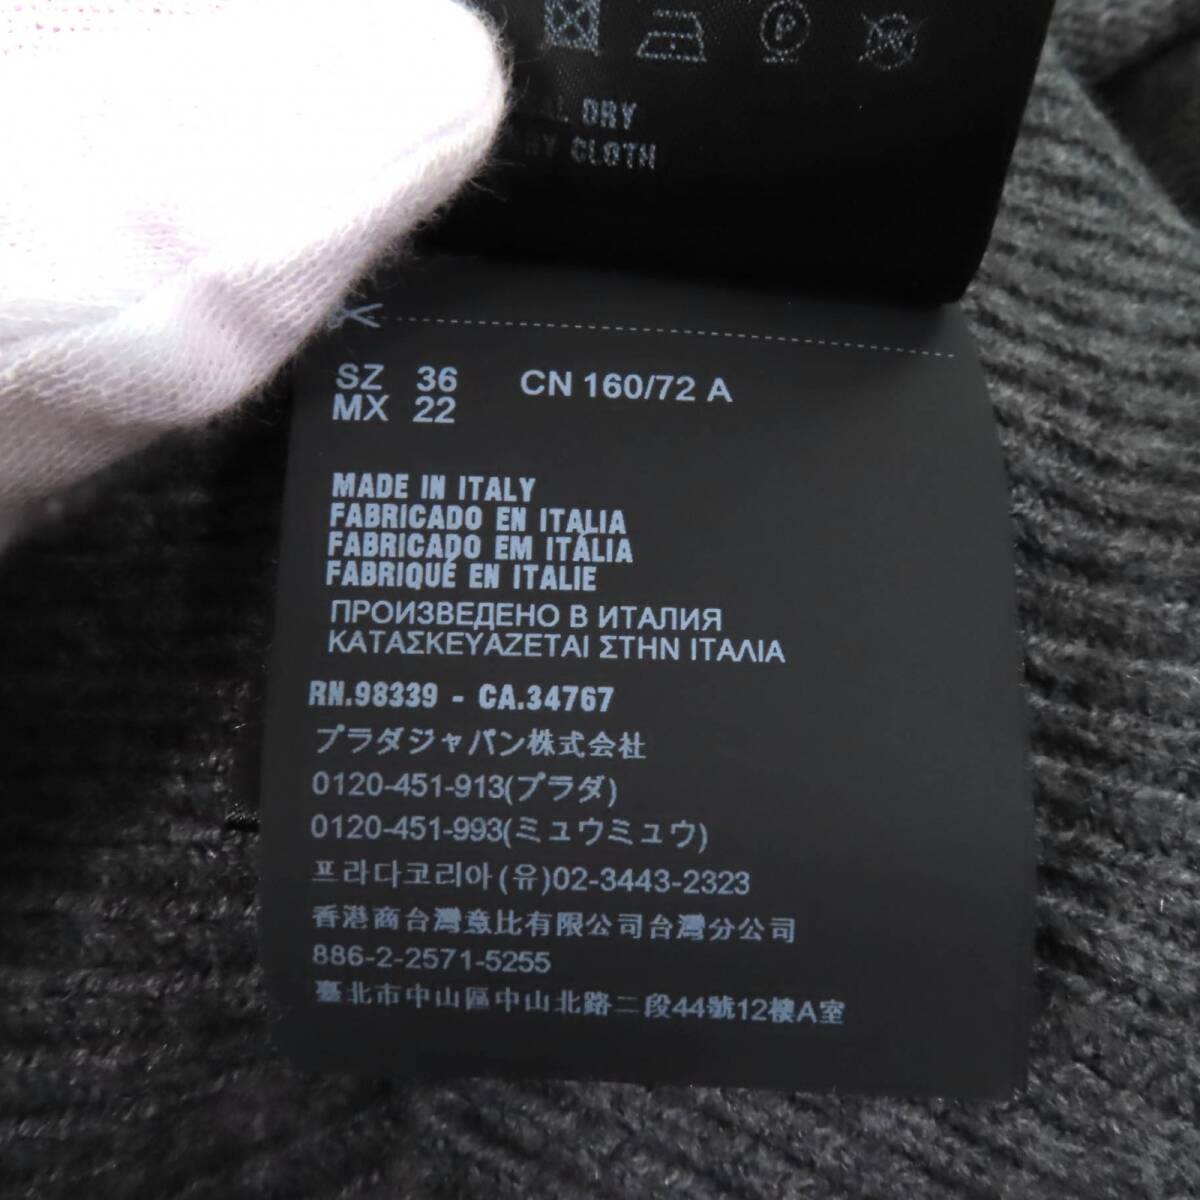 DRY
CLOTH
SZ 36 CN 160/72 A
MX 22
MADE IN ITALY
FABRICADO EN ITALIA
FABRICADO EM ITÁLIA
FABRIQUÉ EN ITALIE
ПРОИЗВЕДЕНО В ИТАЛИЯ
ΚΑΤΑΣΚΕΥΑΖΕΤΑΙ ΣΤΗΝ ΙΤΑΛΙΑ
RN.98339 - CA.34767
プラダジャパン株式会社
0120-451-913(プラダ)
0120-451-993(ミュウミュウ)
프라다코리아(유)02-3443-2323
香港商台灣意比有限公司台灣分公司
886-2-2571-5255
臺北市中山區中山北路二段44號12樓A室